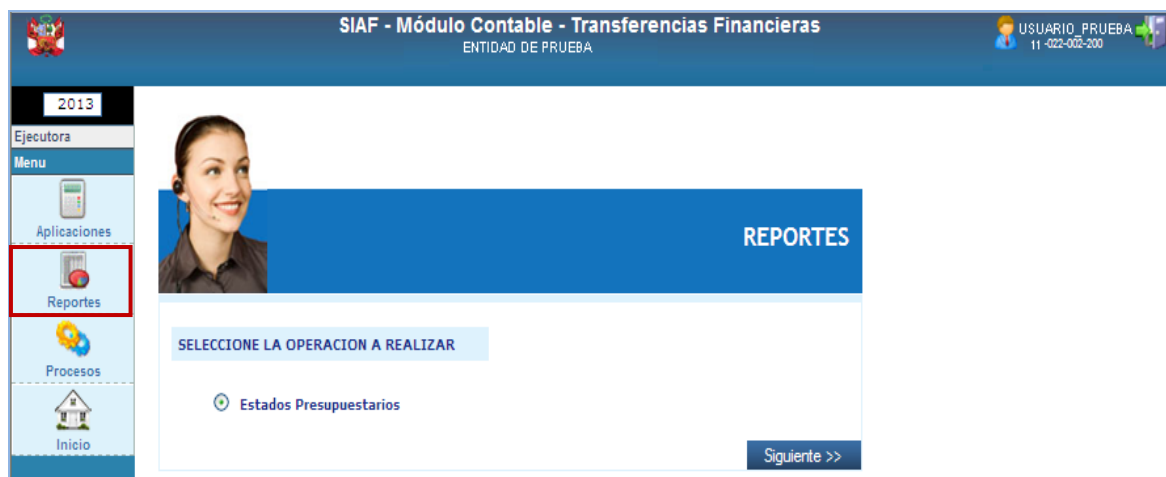 SIAF - Módulo Contable - Transferencias Financieras
ENTIDAD DE PRUEBA
USUARIO_PRUEBA
11 -022-002-200
2013
Ejecutora
Menu
Aplicaciones
Reportes
Procesos
Inicio
REPORTES
SELECCIONE LA OPERACION A REALIZAR
Estados Presupuestarios
Siguiente >>